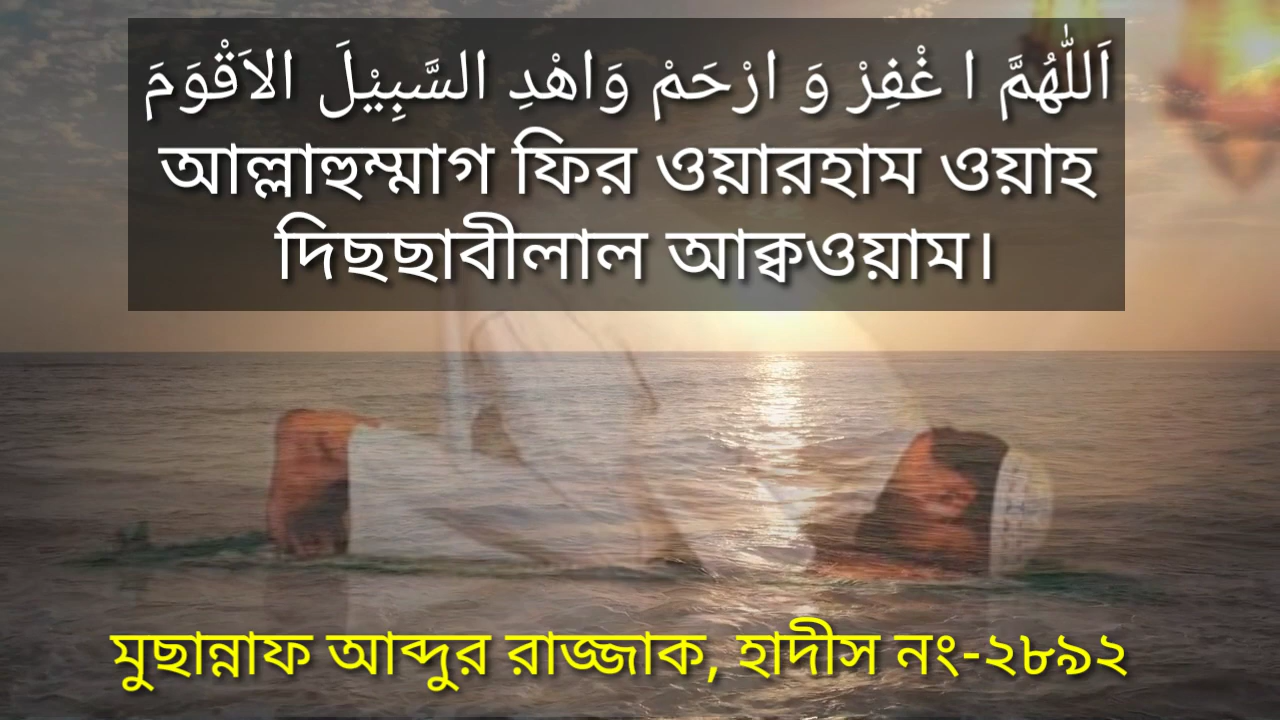 اَللّٰهُمَّ ا غْفِرْ وَ ارْحَمْ وَاهْدِ السَّبِيْلَ الاَقْوَمَ
আল্লাহুম্মাগ ফির ওয়ারহাম ওয়াহ
দিছছাবীলাল আক্বওয়াম।
মুছান্নাফ আব্দুর রাজ্জাক, হাদীস নং-২৮৯২